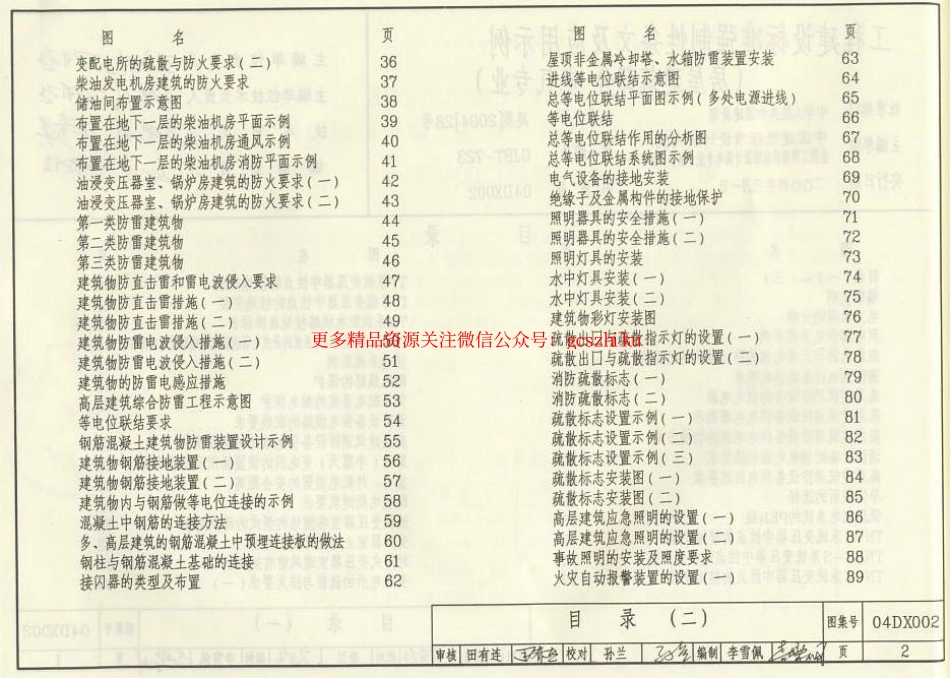 图 名 页
变配电所的疏散与防火要求(二) 36
柴油发电机房建筑的防火要求 37
储油间布置示意图 38
布置在地下一层的柴油机房平面示例 39
布置在地下一层的柴油机房通风示例 40
布置在地下一层的柴油机房消防平面示例 41
油浸变压器室、锅炉房建筑的防火要求(一) 42
油浸变压器室、锅炉房建筑的防火要求(二) 43
第一类防雷建筑物 44
第二类防雷建筑物 45
第三类防雷建筑物 46
建筑物防直击雷和雷电波侵入要求 47
建筑物防直击雷措施(一) 48
建筑物防直击雷措施(二) 49
建筑物防雷电波侵入措施(一) 50
建筑物防雷电波侵入措施(二) 51
建筑物的防雷电感应措施 52
高层建筑综合防雷工程示意图 53
等电位联结要求 54
钢筋混凝土建筑物防雷装置设计示例 55
建筑物钢筋接地装置(一) 56
建筑物钢筋接地装置(二) 57
建筑物内与钢筋做等电位连接的示例 58
混凝土中钢筋的连接方法 59
多、高层建筑的钢筋混凝土中预埋连接板的做法 60
钢柱与钢筋混凝土基础的连接 61
接闪器的类型及布置 62
图 名 页
屋顶非金属冷却塔、水箱防雷装置安装 63
进线等电位联结示意图 64
总等电位联结平面图示例(多处电源进线) 65
等电位联结 66
总等电位联结作用的分析图 67
总等电位联结系统图示例 68
电气设备的接地安装 69
绝缘子及金属构件的接地保护 70
照明器具的安全措施(一) 71
照明器具的安全措施(二) 72
照明灯具的安装 73
水中灯具安装(一) 74
水中灯具安装(二) 75
建筑物彩灯安装图 76
疏散出口与疏散指示灯的设置(一) 77
疏散出口与疏散指示灯的设置(二) 78
消防疏散标志(一) 79
消防疏散标志(二) 80
疏散标志设置示例(一) 81
疏散标志设置示例(二) 82
疏散标志设置示例(三) 83
疏散标志安装图(一) 84
疏散标志安装图(二) 85
高层建筑应急照明的设置(一) 86
高层建筑应急照明的设置(二) 87
事故照明的安装及照度要求 88
火灾自动报警装置的设置(一) 89
更多精品资源关注微信公众号：gcszhiku
目 录 (二) 图集号 04DX002
审核 田有连 校对 孙兰 编制 李雪佩 页 2